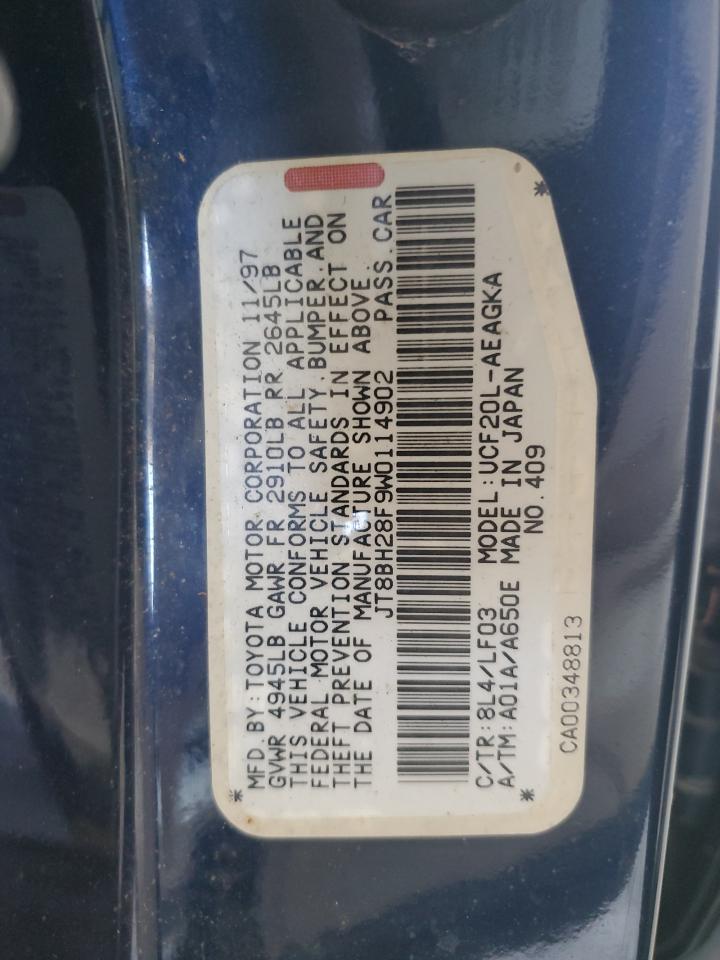 MFD.BY:TOYOTA MOTOR CORPORATION 11/97
GVWR 4945LB GAWR FR 2910LB RR 2645LB
THIS VEHICLE CONFORMS TO ALL APPLICABLE
FEDERAL MOTOR VEHICLE SAFETY, BUMPER,AND
THEFT PREVENTION STANDARDS IN EFFECT ON
THE DATE OF MANUFACTURE SHOWN ABOVE.
JT8BH28F9W0114902 PASS.CAR
C/TR:8L4/LF03 MODEL:UCF20L-AEAGKA
A/TM:A01A/A650E MADE IN JAPAN
NO.409
CA00348813